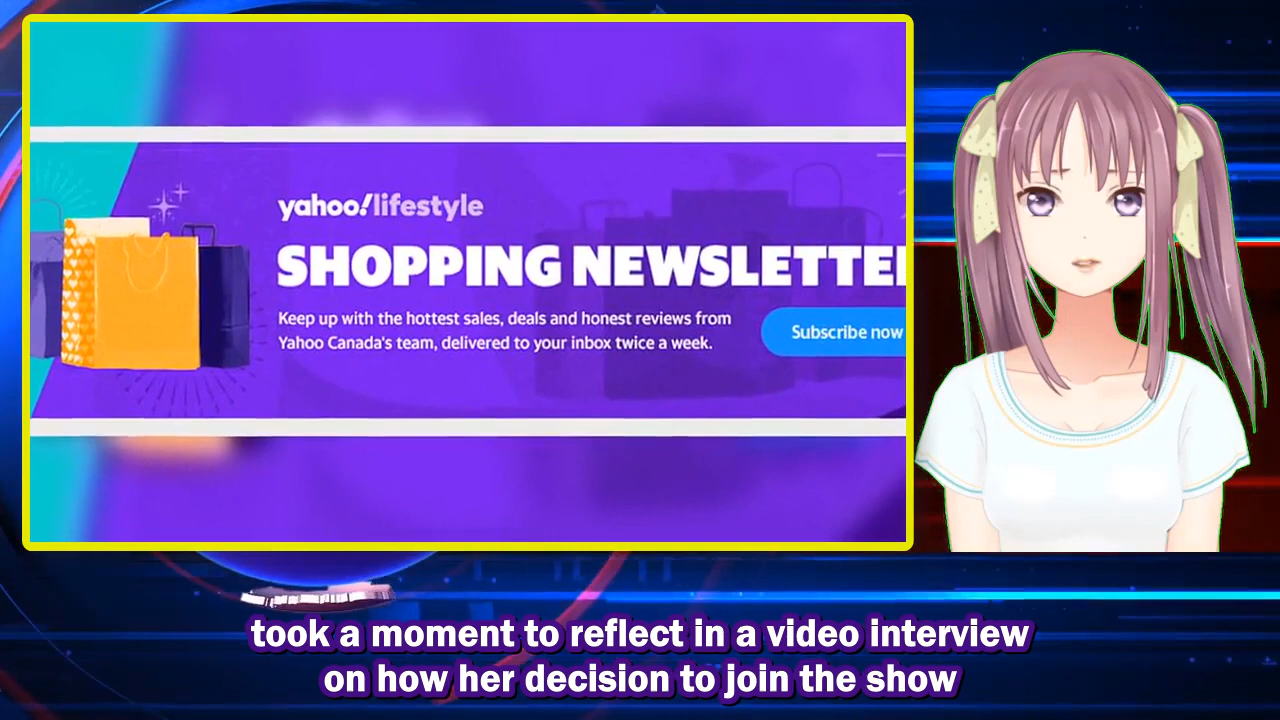 yahoo!lifestyle
SHOPPING NEWSLETTER
Keep up with the hottest sales, deals and honest reviews from
Yahoo Canada's team, delivered to your inbox twice a week.
Subscribe now
took a moment to reflect in a video interview
on how her decision to join the show